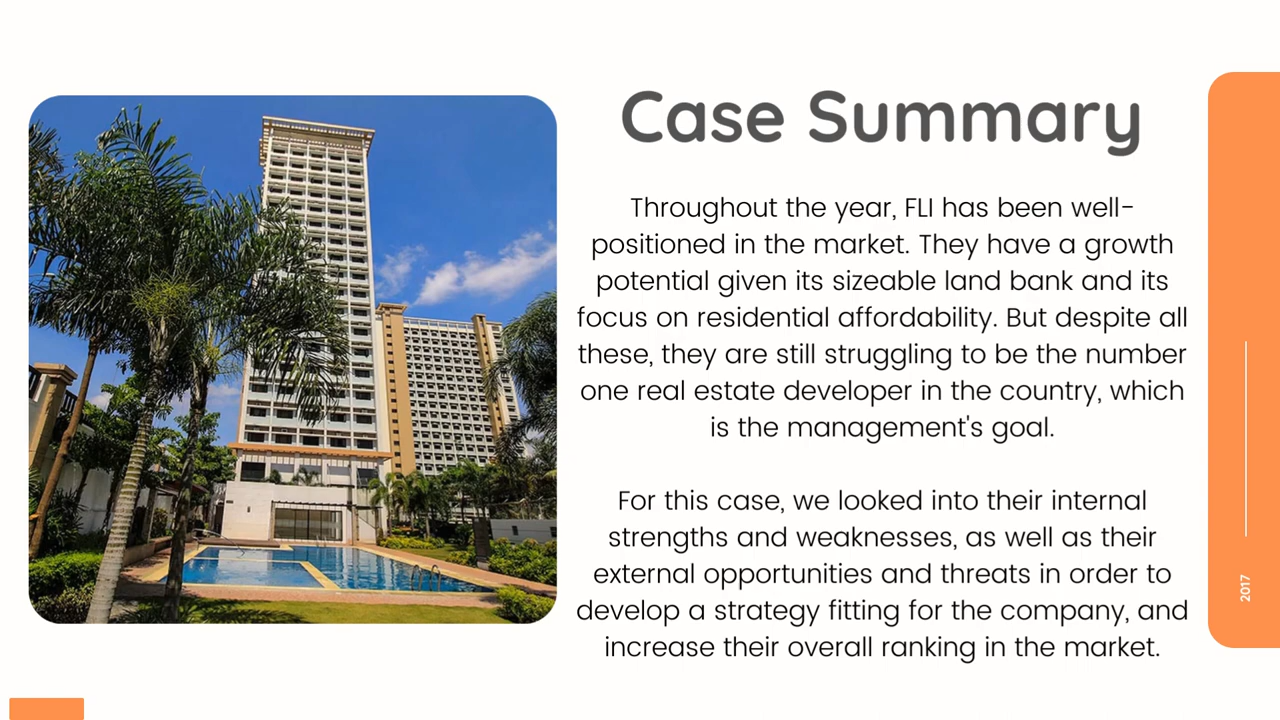 Case Summary
Throughout the year, FLI has been well-
positioned in the market. They have a growth
potential given its sizeable land bank and its
focus on residential affordability. But despite all
these, they are still struggling to be the number
one real estate developer in the country, which
is the management's goal.
For this case, we looked into their internal
strengths and weaknesses, as well as their
external opportunities and threats in order to
develop a strategy fitting for the company, and
increase their overall ranking in the market.
2017